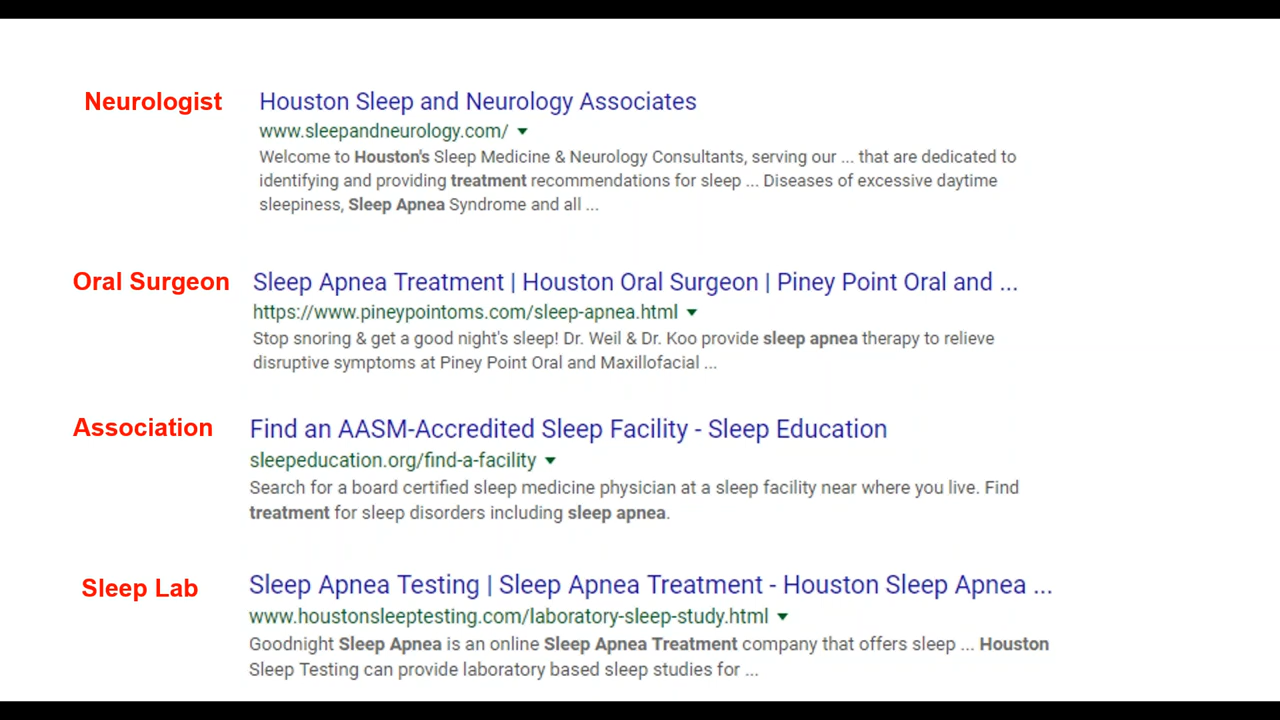 Neurologist
Houston Sleep and Neurology Associates
www.sleepandneurology.com/
Welcome to Houston's Sleep Medicine & Neurology Consultants, serving our ... that are dedicated to
identifying and providing treatment recommendations for sleep ... Diseases of excessive daytime
sleepiness, Sleep Apnea Syndrome and all ...
Oral Surgeon
Sleep Apnea Treatment | Houston Oral Surgeon | Piney Point Oral and ...
https://www.pineypointoms.com/sleep-apnea.html
Stop snoring & get a good night's sleep! Dr. Weil & Dr. Koo provide sleep apnea therapy to relieve
disruptive symptoms at Piney Point Oral and Maxillofacial ...
Association
Find an AASM-Accredited Sleep Facility - Sleep Education
sleepeducation.org/find-a-facility
Search for a board certified sleep medicine physician at a sleep facility near where you live. Find
treatment for sleep disorders including sleep apnea.
Sleep Lab
Sleep Apnea Testing | Sleep Apnea Treatment - Houston Sleep Apnea ...
www.houstonsleeptesting.com/laboratory-sleep-study.html
Goodnight Sleep Apnea is an online Sleep Apnea Treatment company that offers sleep ... Houston
Sleep Testing can provide laboratory based sleep studies for ...